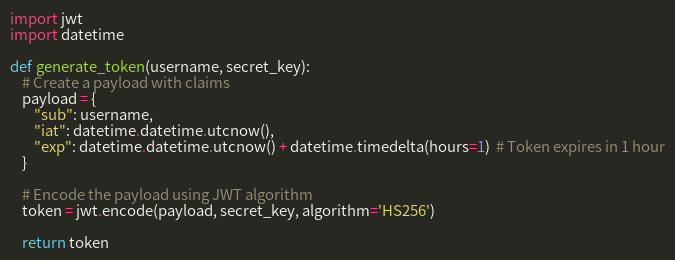 import jwt
import datetime

def generate_token(username, secret_key):
    # Create a payload with claims
    payload = {
        "sub": username,
        "iat": datetime.datetime.utcnow(),
        "exp": datetime.datetime.utcnow() + datetime.timedelta(hours=1)  # Token expires in 1 hour
    }

    # Encode the payload using JWT algorithm
    token = jwt.encode(payload, secret_key, algorithm='HS256')

    return token